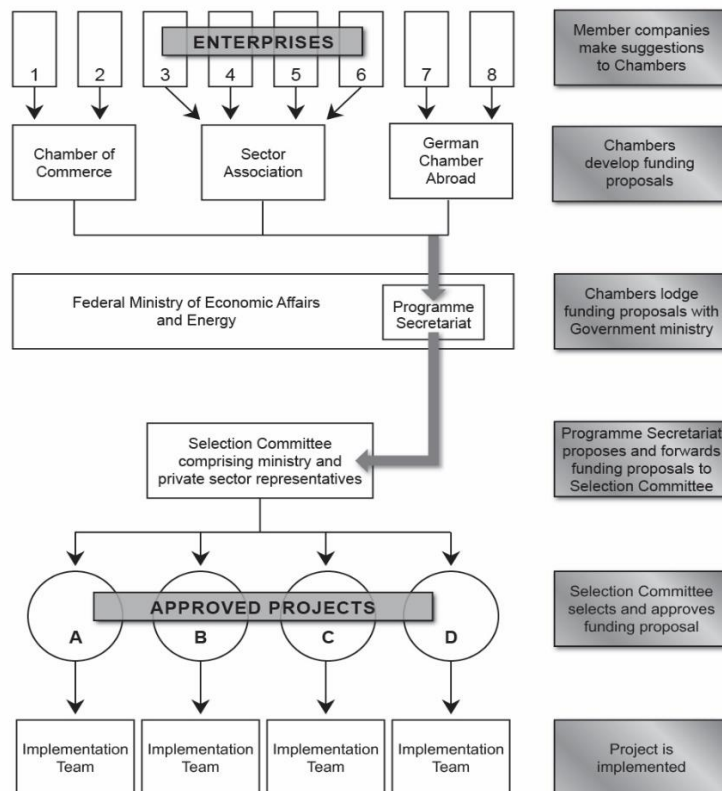 ENTERPRISES
1
2
3
4
5
6
7
8
Member companies
make suggestions
to Chambers
Chamber of
Commerce
Sector
Association
German
Chamber
Abroad
Chambers
develop funding
proposals
Federal Ministry of Economic Affairs
and Energy
Programme
Secretariat
Chambers lodge
funding proposals with
Government ministry
Selection Committee
comprising ministry and
private sector representatives
Programme Secretariat
proposes and forwards
funding proposals to
Selection Committee
APPROVED PROJECTS
A
B
C
D
Selection Committee
selects and approves
funding proposal
Implementation
Team
Implementation
Team
Implementation
Team
Implementation
Team
Project is
implemented